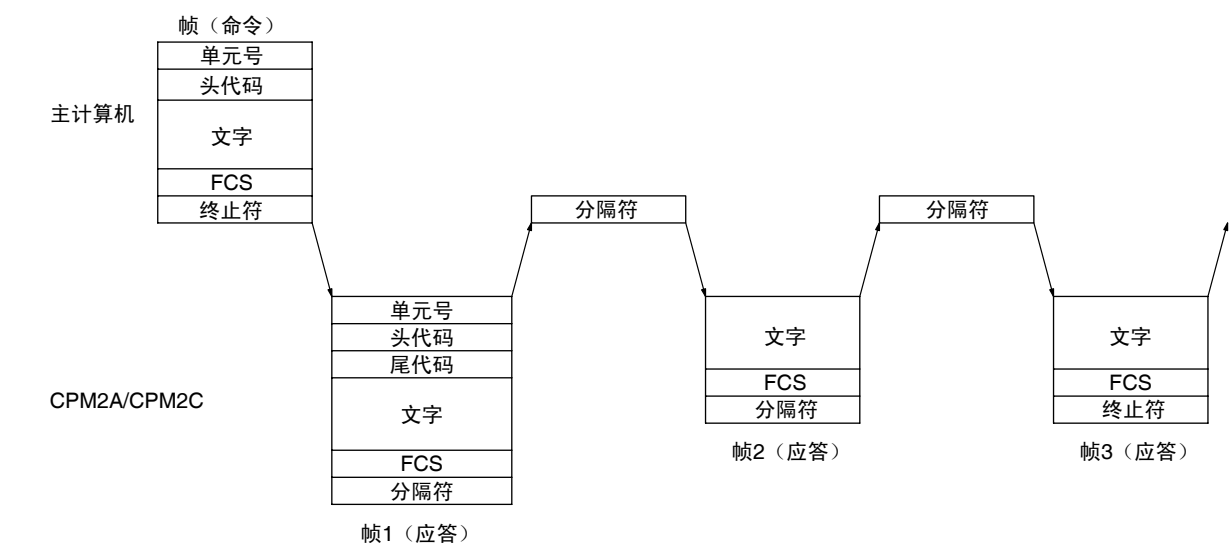 帧（命令）
单元号
头代码
主计算机
文字
FCS
终止符
分隔符
分隔符
单元号
头代码
尾代码
文字
FCS
分隔符
CPM2A/CPM2C
帧1（应答）
文字
FCS
分隔符
帧2（应答）
文字
FCS
终止符
帧3（应答）